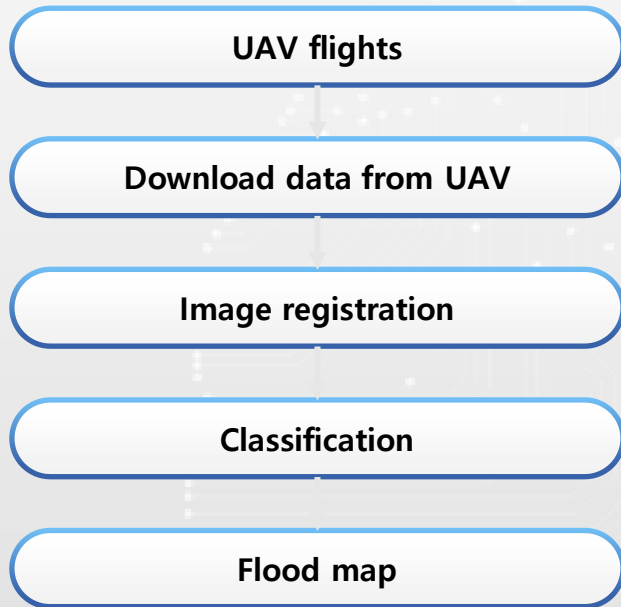 UAV flights
Download data from UAV
Image registration
Classification
Flood map